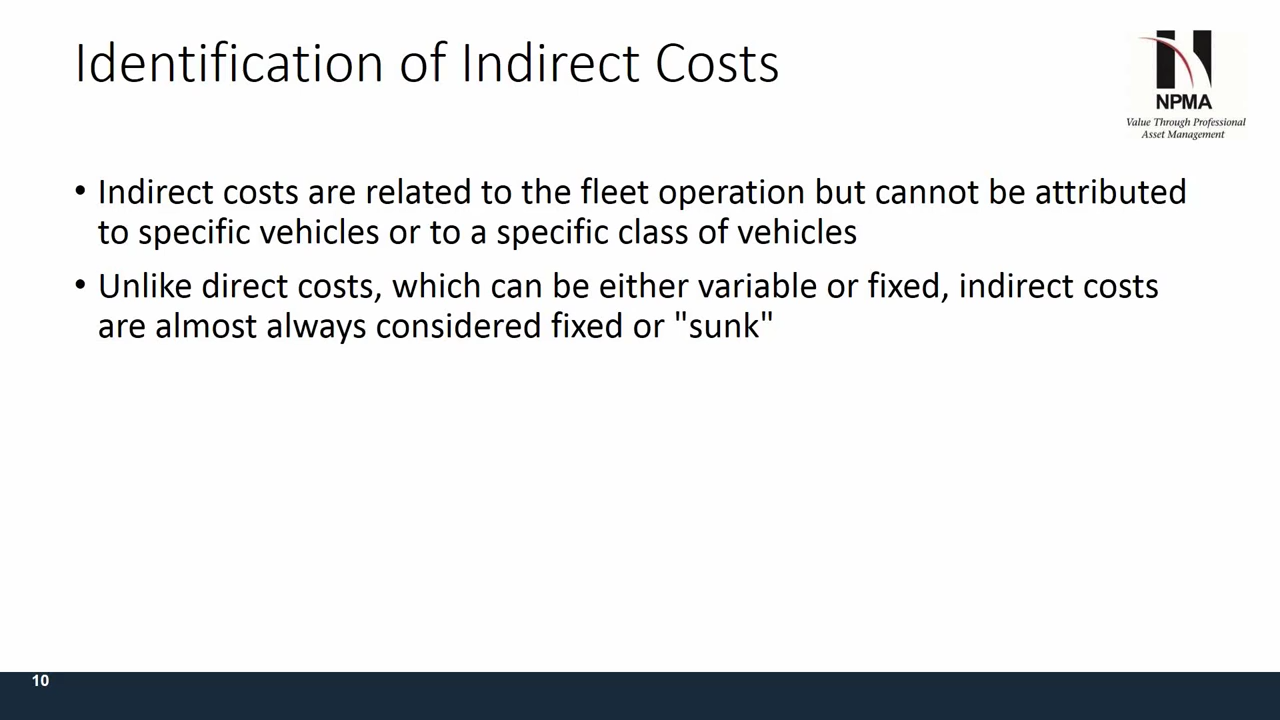 Identification of Indirect Costs
NPMA
Value Through Professional
Asset Management
• Indirect costs are related to the fleet operation but cannot be attributed
to specific vehicles or to a specific class of vehicles
• Unlike direct costs, which can be either variable or fixed, indirect costs
are almost always considered fixed or "sunk"
10